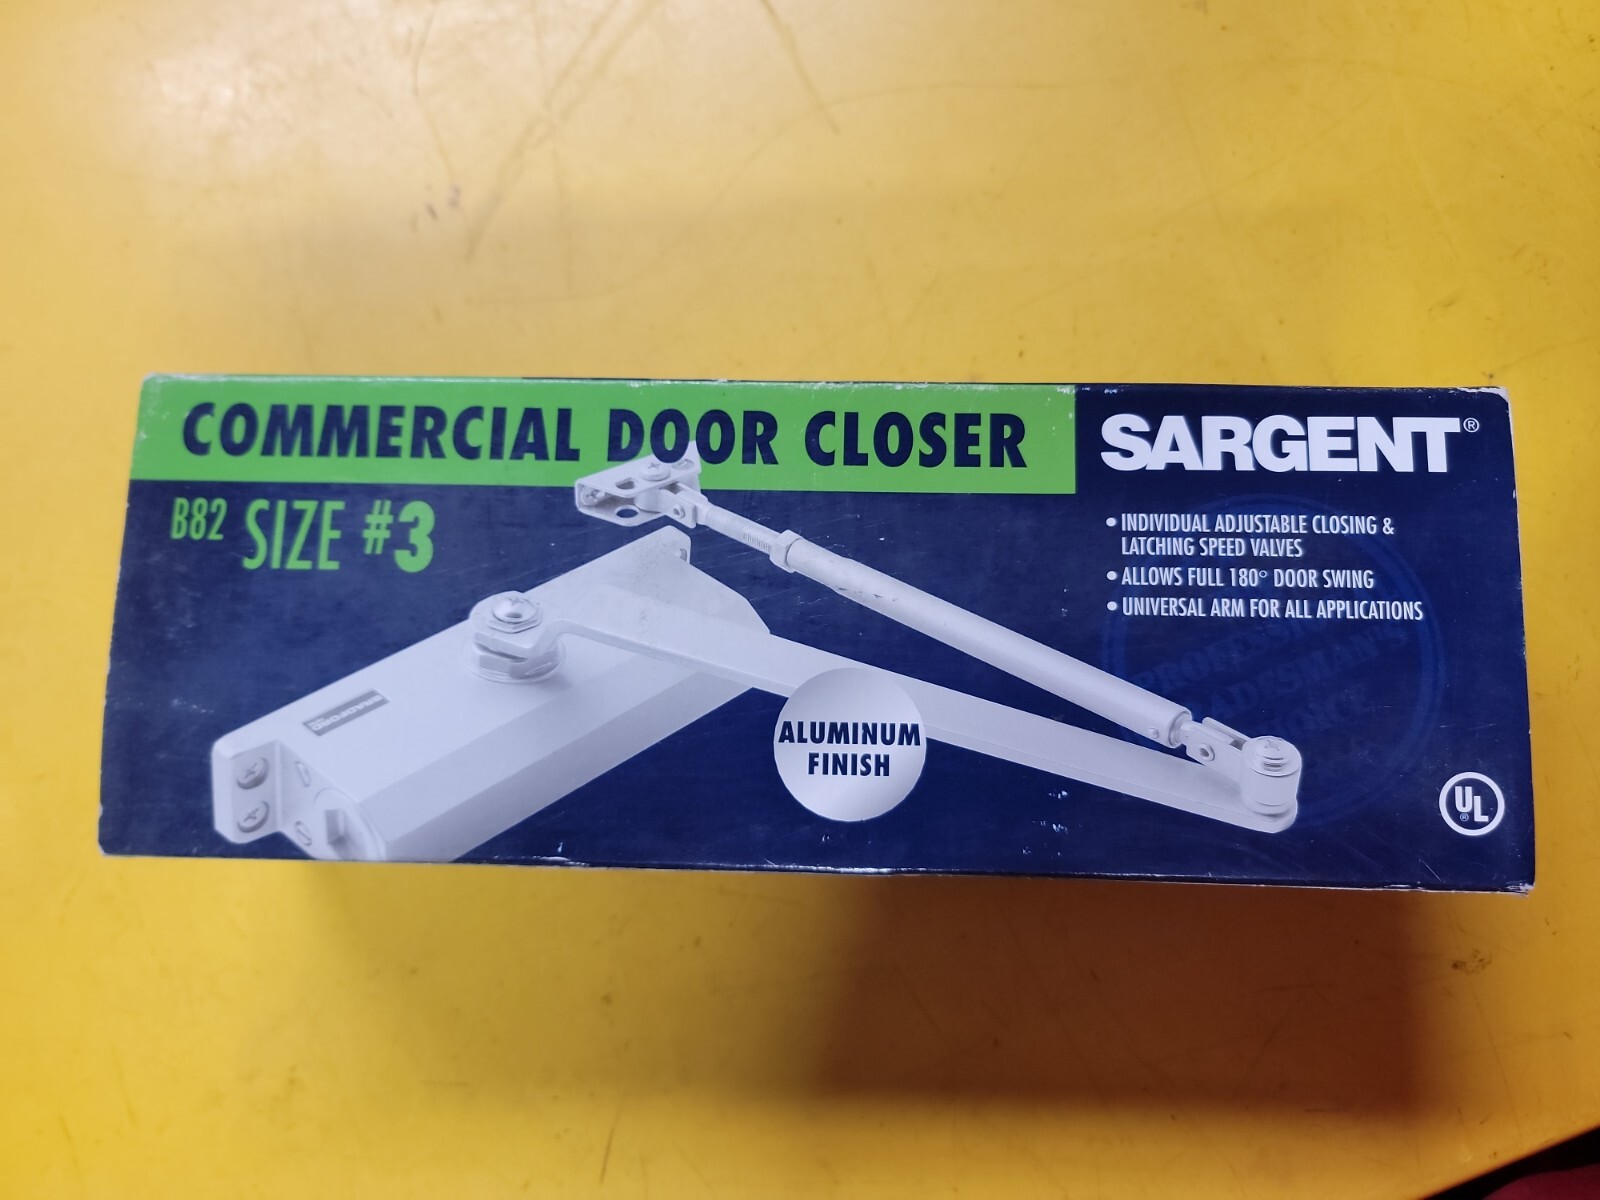 COMMERCIAL DOOR CLOSER
B82 SIZE #3
SARGENT®
• INDIVIDUAL ADJUSTABLE CLOSING &
LATCHING SPEED VALVES
• ALLOWS FULL 180° DOOR SWING
• UNIVERSAL ARM FOR ALL APPLICATIONS
BRADFORD
ALUMINUM
FINISH
UL®